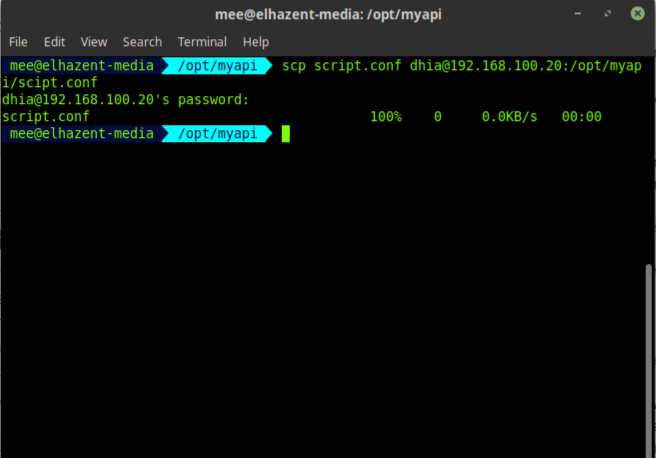 mee@elhazent-media: /opt/myapi
File Edit View Search Terminal Help
mee@elhazent-media /opt/myapi scp script.conf dhia@192.168.100.20:/opt/myap
i/scipt.conf
dhia@192.168.100.20's password:
script.conf 100% 0 0.0KB/s 00:00
mee@elhazent-media /opt/myapi